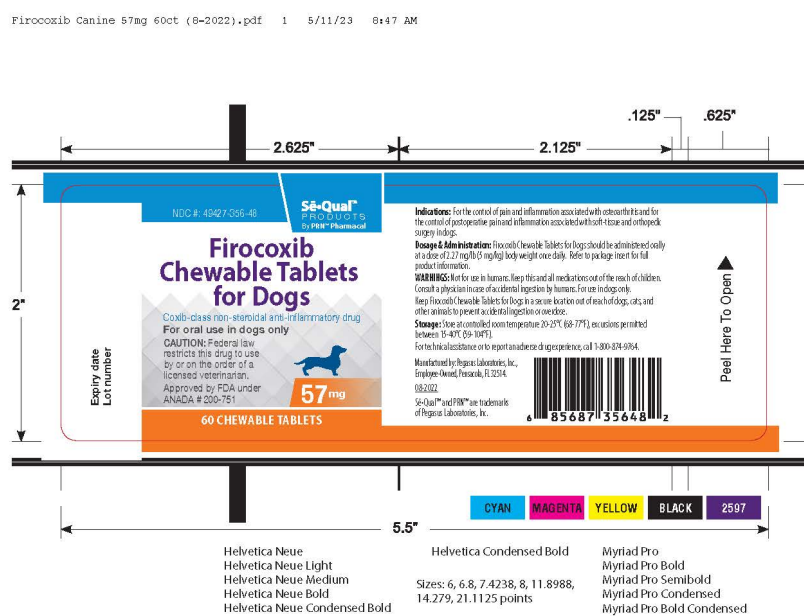 Firocoxib Canine 57mg 60ct (8-2022).pdf 1 5/11/23 8:47 AM
.125" .625"
2.625" 2.125"
2"
Expiry date
Lot number
NDC #: 49427-356-48
Sē•Qual™
PRODUCTS
By PRN™ Pharmacal
Firocoxib
Chewable Tablets
for Dogs
Coxib-class non-steroidal anti-inflammatory drug
For oral use in dogs only
CAUTION: Federal law
restricts this drug to use
by or on the order of a
licensed veterinarian.
Approved by FDA under
ANADA # 200-751
57mg
60 CHEWABLE TABLETS
Indications: For the control of pain and inflammation associated with osteoarthritis and for
the control of postoperative pain and inflammation associated with soft-tissue and orthopedic
surgery in dogs.
Dosage & Administration: Firocoxib Chewable Tablets for Dogs should be administered orally
at a dose of 2.27 mg/lb (5 mg/kg) body weight once daily. Refer to package insert for full
product information.
WARNINGS: Not for use in humans. Keep this and all medications out of the reach of children.
Consult a physician in case of accidental ingestion by humans. For use in dogs only.
Keep Firocoxib Chewable Tablets for Dogs in a secure location out of reach of dogs, cats, and
other animals to prevent accidental ingestion or overdose.
Storage: Store at controlled room temperature 20-25°C (68-77°F), excursions permitted
between 15-40°C (59-104°F).
For technical assistance or to report an adverse drug experience, call 1-800-874-9764.
Manufactured by: Pegasus Laboratories, Inc.,
Employee-Owned, Pensacola, FL 32514.
08-2022
Sē-Qual™ and PRN™ are trademarks
of Pegasus Laboratories, Inc.
6 85687 35648 2
Peel Here To Open
CYAN MAGENTA YELLOW BLACK 2597
5.5"
Helvetica Neue
Helvetica Neue Light
Helvetica Neue Medium
Helvetica Neue Bold
Helvetica Neue Condensed Bold
Helvetica Condensed Bold
Sizes: 6, 6.8, 7.4238, 8, 11.8988,
14.279, 21.1125 points
Myriad Pro
Myriad Pro Bold
Myriad Pro Semibold
Myriad Pro Condensed
Myriad Pro Bold Condensed